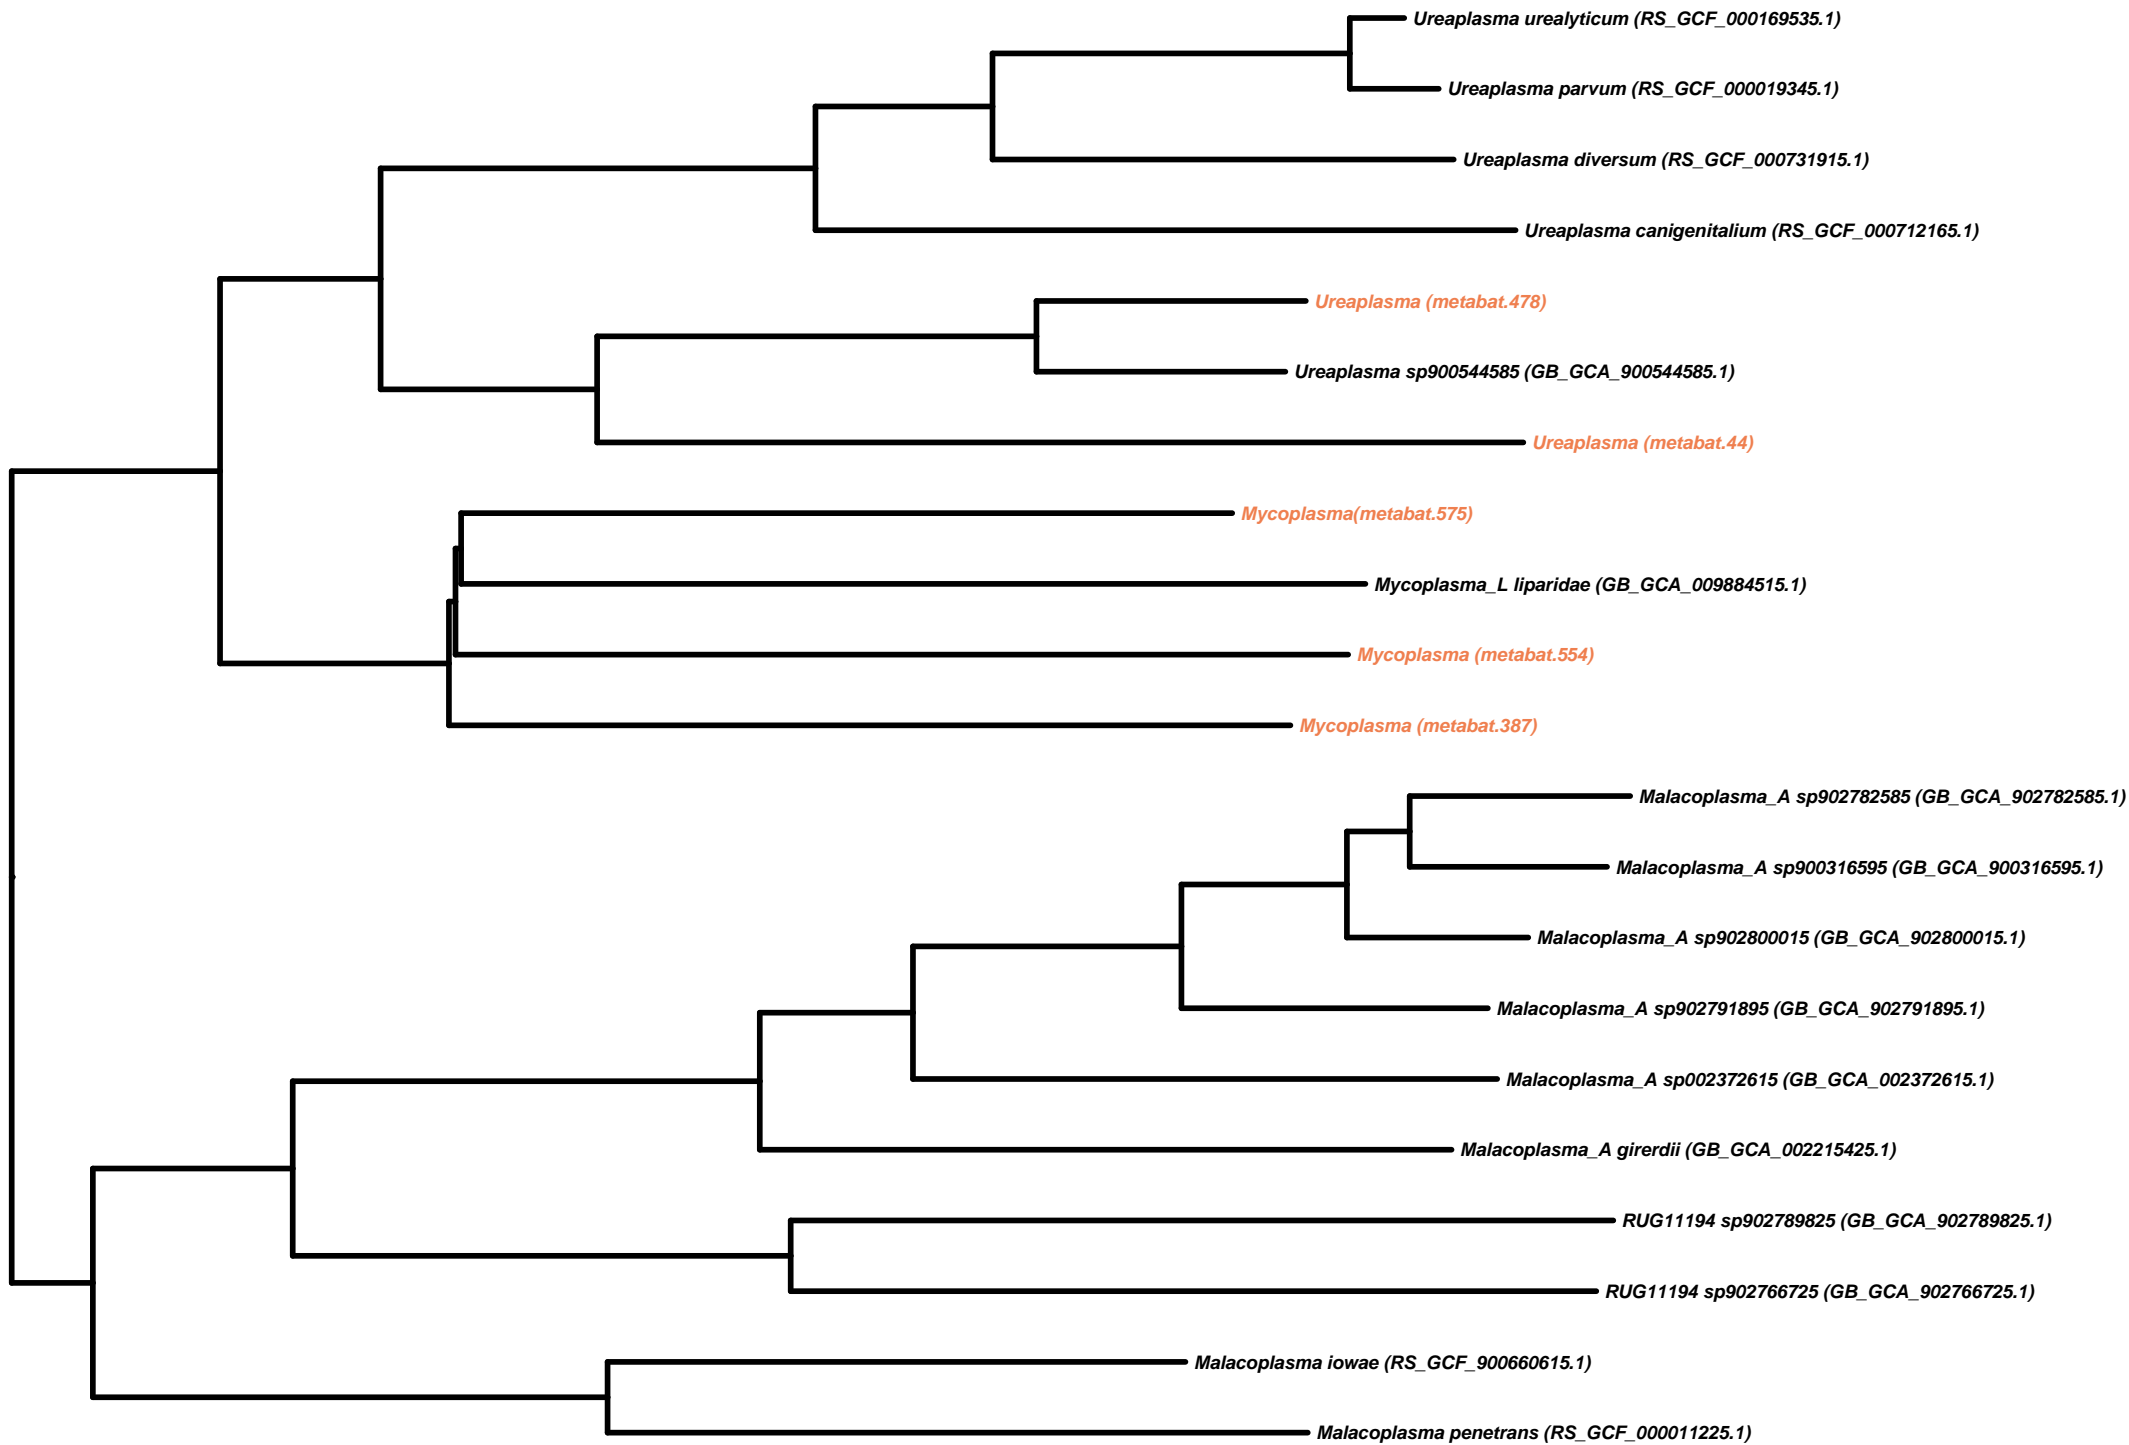 Ureaplasma urealyticum (RS_GCF_000169535.1)
Ureaplasma parvum (RS_GCF_000019345.1)
Ureaplasma diversum (RS_GCF_000731915.1)
Ureaplasma canigenitalium (RS_GCF_000712165.1)
Ureaplasma (metabat.478)
Ureaplasma sp900544585 (GB_GCA_900544585.1)
Ureaplasma (metabat.44)
Mycoplasma(metabat.575)
Mycoplasma_L liparidae (GB_GCA_009884515.1)
Mycoplasma (metabat.554)
Mycoplasma (metabat.387)
Malacoplasma_A sp902782585 (GB_GCA_902782585.1)
Malacoplasma_A sp900316595 (GB_GCA_900316595.1)
Malacoplasma_A sp902800015 (GB_GCA_902800015.1)
Malacoplasma_A sp902791895 (GB_GCA_902791895.1)
Malacoplasma_A sp002372615 (GB_GCA_002372615.1)
Malacoplasma_A girerdii (GB_GCA_002215425.1)
RUG11194 sp902789825 (GB_GCA_902789825.1)
RUG11194 sp902766725 (GB_GCA_902766725.1)
Malacoplasma iowae (RS_GCF_900660615.1)
Malacoplasma penetrans (RS_GCF_000011225.1)